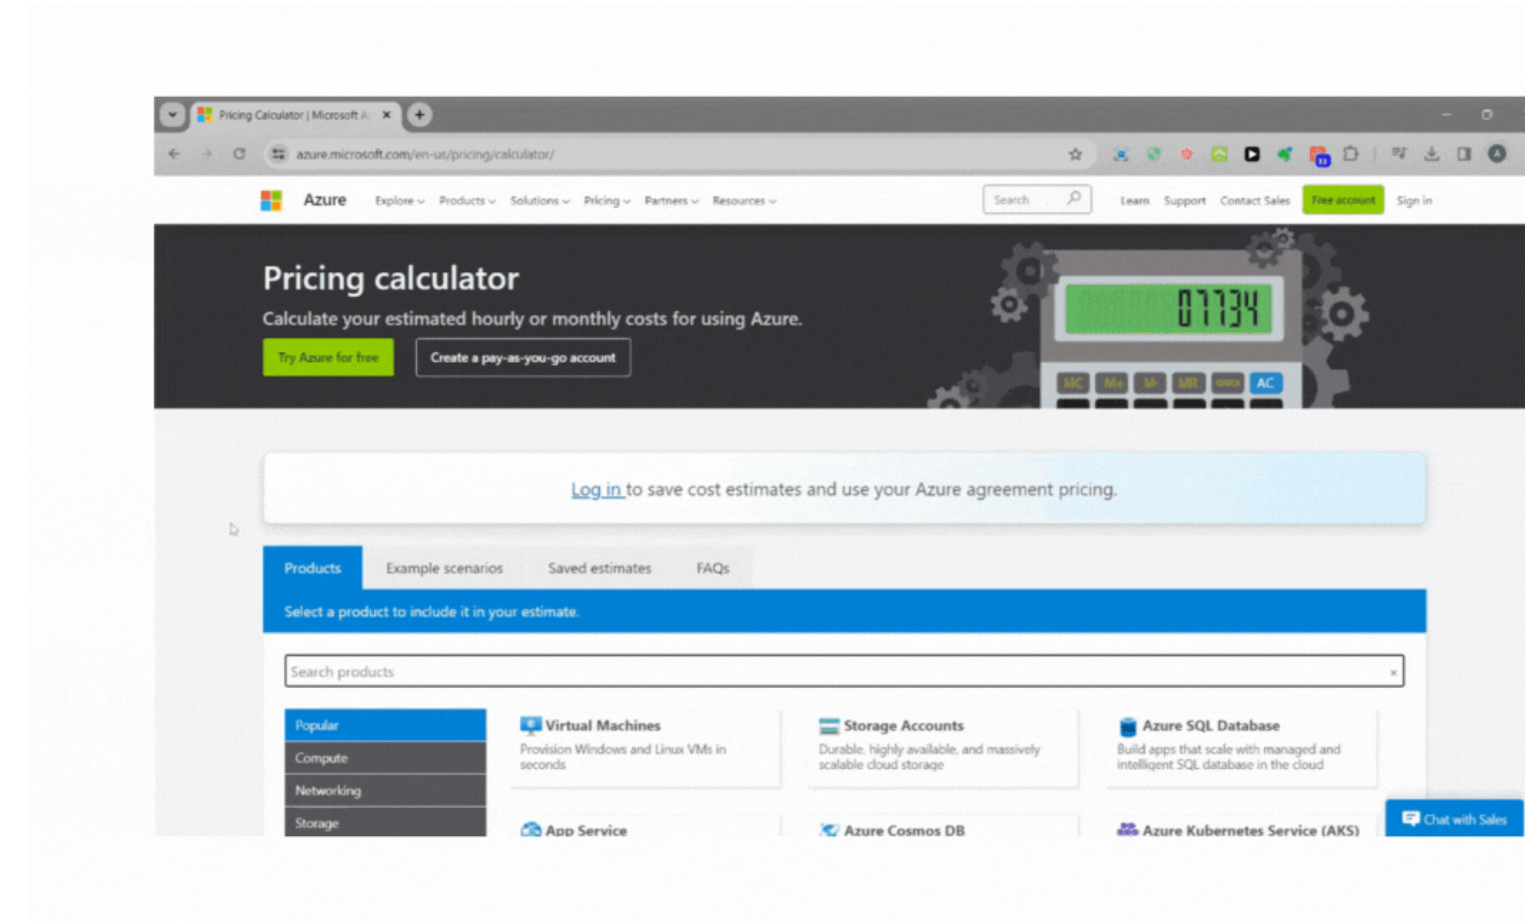 Pricing Calculator | Microsoft A
azure.microsoft.com/en-us/pricing/calculator/
13
A
Azure Explore Products Solutions Pricing Partners Resources Search Learn Support Contact Sales Free account Sign in
Pricing calculator
Calculate your estimated hourly or monthly costs for using Azure.
Try Azure for free Create a pay-as-you-go account
07734
MC M+ M- MR AC
Log in to save cost estimates and use your Azure agreement pricing.
Products Example scenarios Saved estimates FAQs
Select a product to include it in your estimate.
Search products
Popular
Compute
Networking
Storage
Virtual Machines
Provision Windows and Linux VMs in
seconds
Storage Accounts
Durable, highly available, and massively
scalable cloud storage
Azure SQL Database
Build apps that scale with managed and
intelligent SQL database in the cloud
App Service
Azure Cosmos DB
Azure Kubernetes Service (AKS)
Chat with Sales